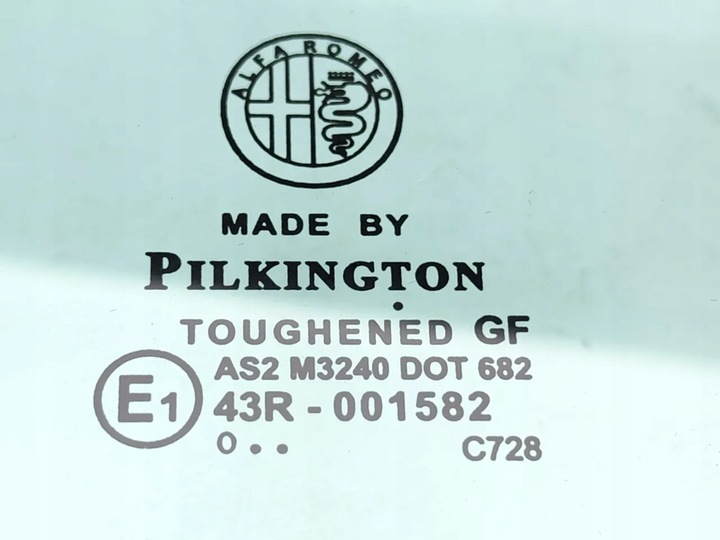 ALFA ROMEO
MADE BY
PILKINGTON
TOUGHENED GF
AS2 M3240 DOT 682
E1 43R - 001582
0 . . C728